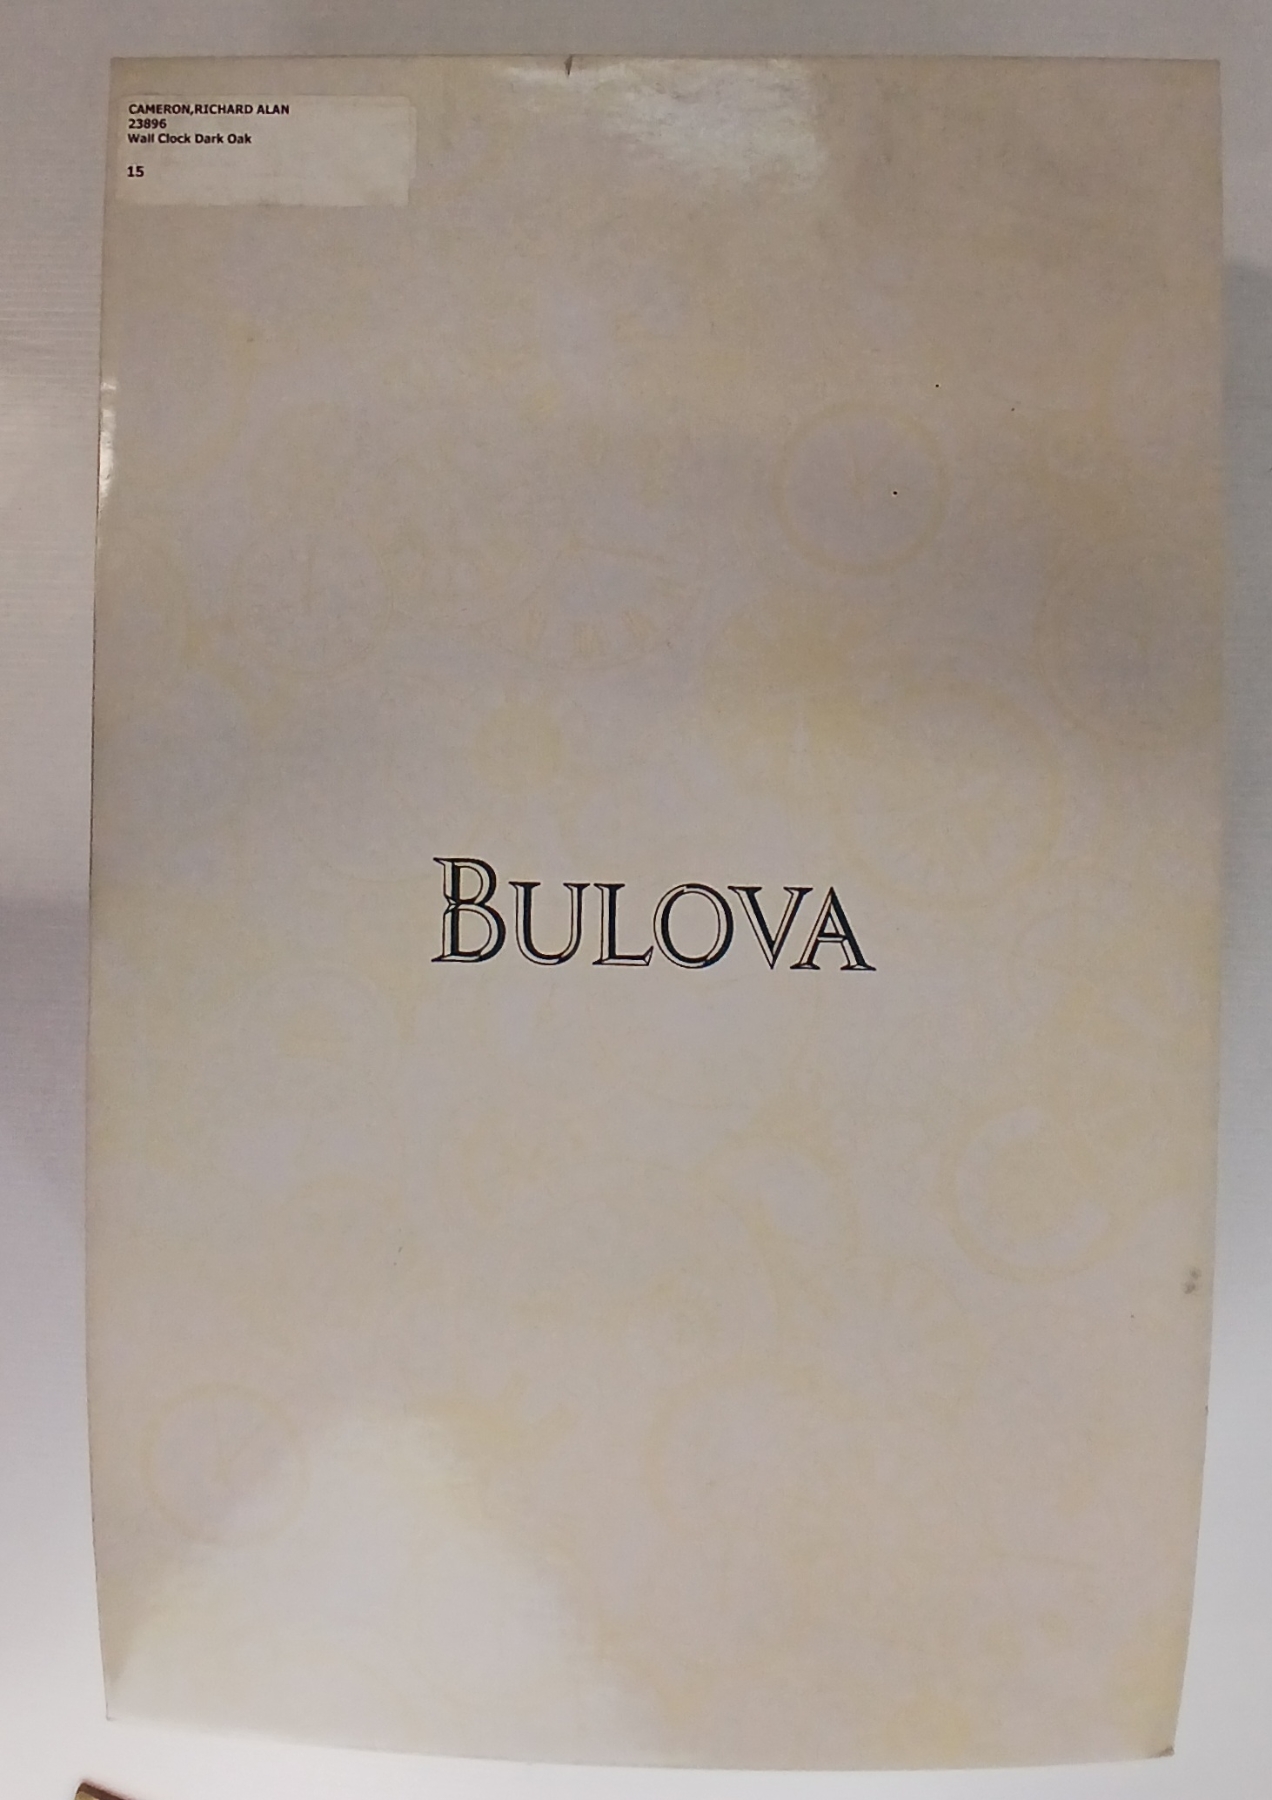 CAMERON,RICHARD ALAN
23896
Wall Clock Dark Oak
15
BULOVA